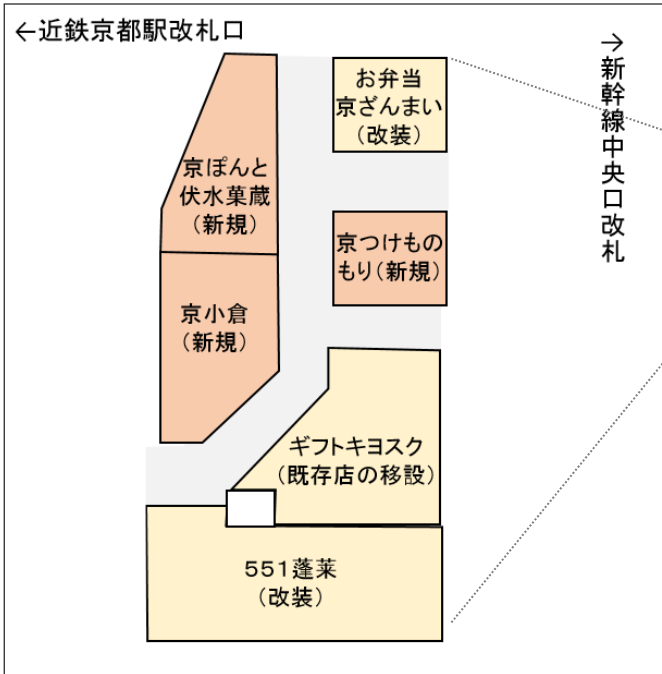 ←近鉄京都駅改札口
→新幹線中央口改札
お弁当
京ざんまい
（改装）
京ぽんと
伏水菓蔵
（新規）
京つけもの
もり（新規）
京小倉
（新規）
ギフトキヨスク
（既存店の移設）
５５１蓬莱
（改装）